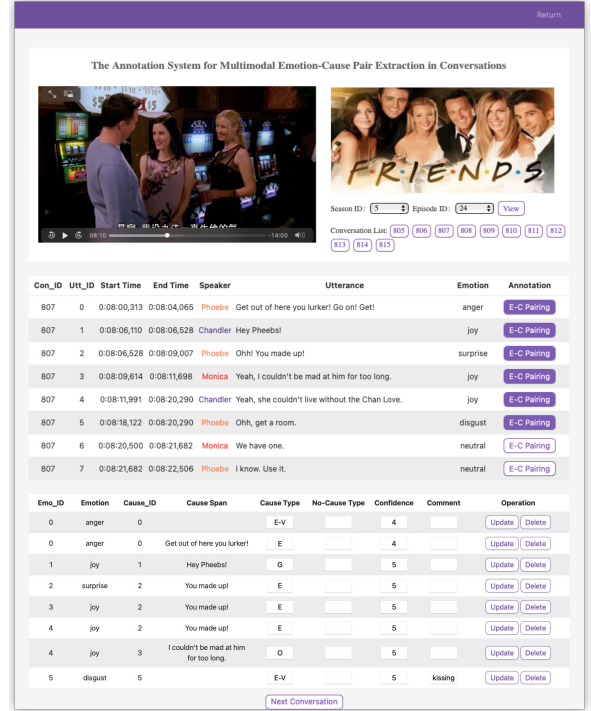 Return
The Annotation System for Multimodal Emotion-Cause Pair Extraction in Conversations
F·R·I·E·N·D·S
Season ID: 5 Episode ID: 24 View
08:10 -14:00
Conversation List: 805 806 807 808 809 810 811 812
813 814 815
Con_ID Utt_ID Start Time End Time Speaker Utterance Emotion Annotation
807 0 0:08:00,313 0:08:04,065 Phoebe Get out of here you lurker! Go on! Get! anger E-C Pairing
807 1 0:08:06,110 0:08:06,528 Chandler Hey Pheebs! joy E-C Pairing
807 2 0:08:06,528 0:08:09,007 Phoebe Ohh! You made up! surprise E-C Pairing
807 3 0:08:09,614 0:08:11,698 Monica Yeah, I couldn't be mad at him for too long. joy E-C Pairing
807 4 0:08:11,991 0:08:20,290 Chandler Yeah, she couldn't live without the Chan Love. joy E-C Pairing
807 5 0:08:18,122 0:08:20,290 Phoebe Ohh, get a room. disgust E-C Pairing
807 6 0:08:20,500 0:08:21,682 Monica We have one. neutral E-C Pairing
807 7 0:08:21,682 0:08:22,506 Phoebe I know. Use it. neutral E-C Pairing
Emo_ID Emotion Cause_ID Cause Span Cause Type No-Cause Type Confidence Comment Operation
0 anger 0 E-V 4 Update Delete
0 anger 0 Get out of here you lurker! E 4 Update Delete
1 joy 1 Hey Pheebs! G 5 Update Delete
2 surprise 2 You made up! E 5 Update Delete
3 joy 2 You made up! E 5 Update Delete
4 joy 2 You made up! E 5 Update Delete
4 joy 3 I couldn't be mad at him O 5 Update Delete
for too long.
5 disgust 5 E-V 5 kissing Update Delete
Next Conversation